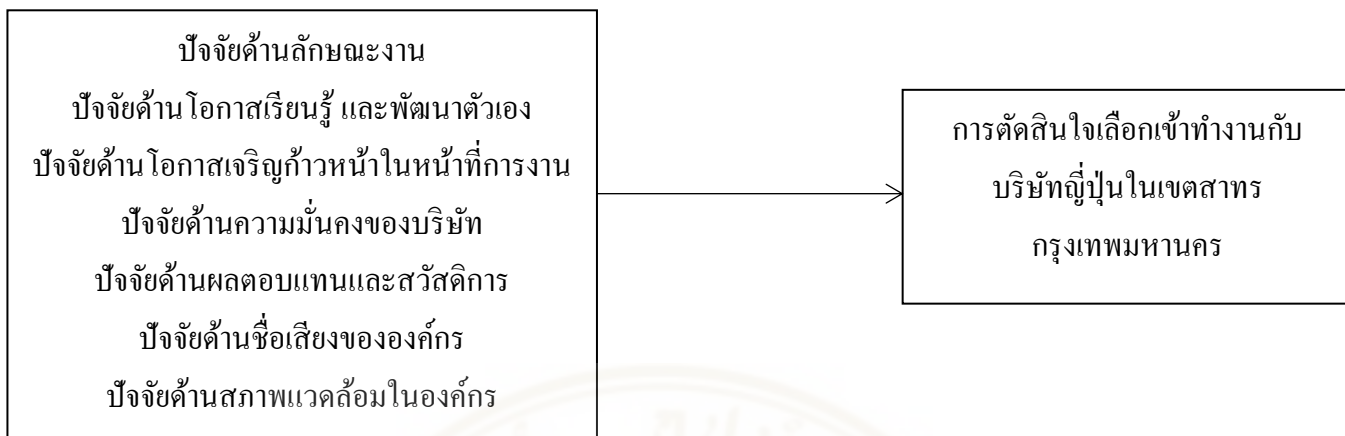 ปัจจัยด้านลักษณะงาน
ปัจจัยด้านโอกาสเรียนรู้ และพัฒนาตัวเอง
ปัจจัยด้านโอกาสเจริญก้าวหน้าในหน้าที่การงาน
ปัจจัยด้านความมั่นคงของบริษัท
ปัจจัยด้านผลตอบแทนและสวัสดิการ
ปัจจัยด้านชื่อเสียงขององค์กร
ปัจจัยด้านสภาพแวดล้อมในองค์กร
การตัดสินใจเลือกเข้าทำงานกับ
บริษัทญี่ปุ่นในเขตสาทร
กรุงเทพมหานคร